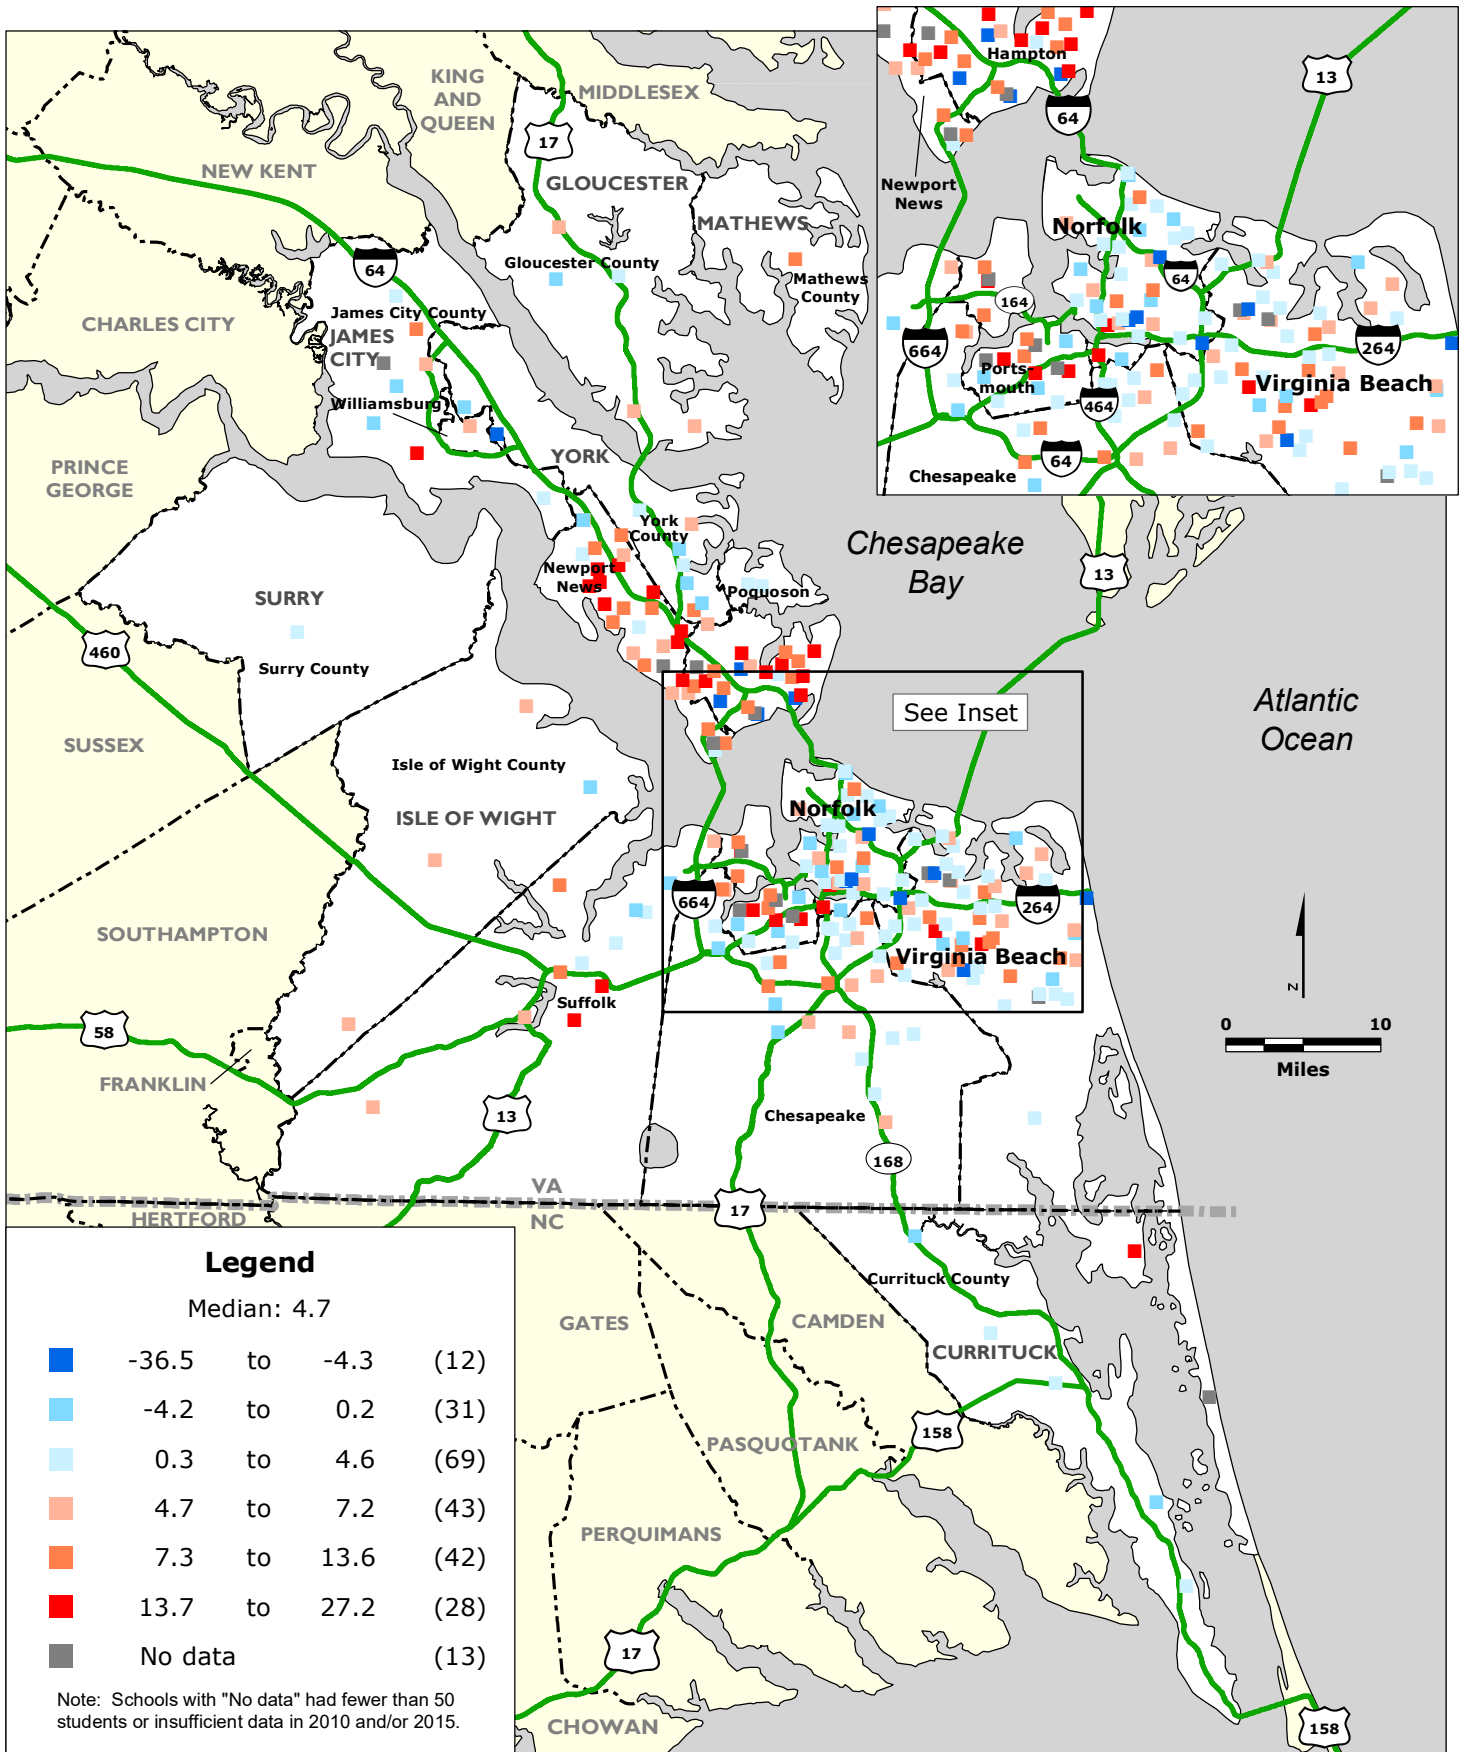 KING
AND
QUEEN
MIDDLESEX
17
NEW KENT
GLOUCESTER
MATHEWS
64
Gloucester County
Mathews
County
CHARLES CITY
James City County
JAMES
CITY
Williamsburg
PRINCE
GEORGE
YORK
York
County
Newport
News
Poquoson
SURRY
Surry County
460
SUSSEX
Isle of Wight County
ISLE OF WIGHT
SOUTHAMPTON
58
FRANKLIN
Suffolk
13
Hampton
64
13
Newport
News
Norfolk
64
164
664
264
Ports-
mouth
Virginia Beach
464
64
Chesapeake
Chesapeake
Bay
13
See Inset
Atlantic
Ocean
Norfolk
664
264
Virginia Beach
N
0 10
Miles
Chesapeake
168
VA
NC
HERTFORD
17
Currituck County
GATES
CAMDEN
CURRITUCK
PASQUOTANK
158
PERQUIMANS
17
CHOWAN
158
Legend
Median: 4.7
-36.5 to -4.3 (12)
-4.2 to 0.2 (31)
0.3 to 4.6 (69)
4.7 to 7.2 (43)
7.3 to 13.6 (42)
13.7 to 27.2 (28)
No data (13)
Note: Schools with "No data" had fewer than 50
students or insufficient data in 2010 and/or 2015.